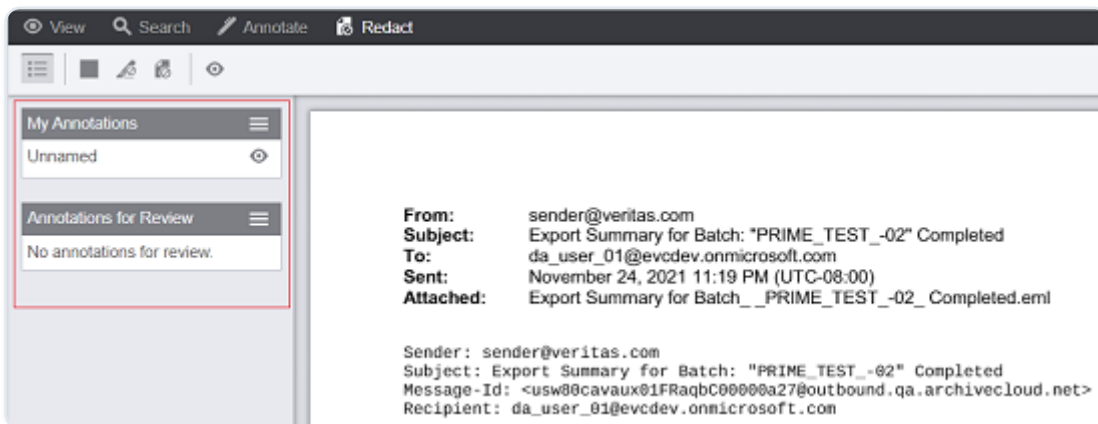 View Search Annotate Redact
My Annotations
Unnamed
Annotations for Review
No annotations for review.
From: sender@veritas.com
Subject: Export Summary for Batch: "PRIME_TEST_-02" Completed
To: da_user_01@evcdev.onmicrosoft.com
Sent: November 24, 2021 11:19 PM (UTC-08:00)
Attached: Export Summary for Batch_ _PRIME_TEST_-02_ Completed.eml
Sender: sender@veritas.com
Subject: Export Summary for Batch: "PRIME_TEST_-02" Completed
Message-Id: <usw80cavaux01FRaqbC00000a27@outbound.qa.archivecloud.net>
Recipient: da_user_01@evcdev.onmicrosoft.com